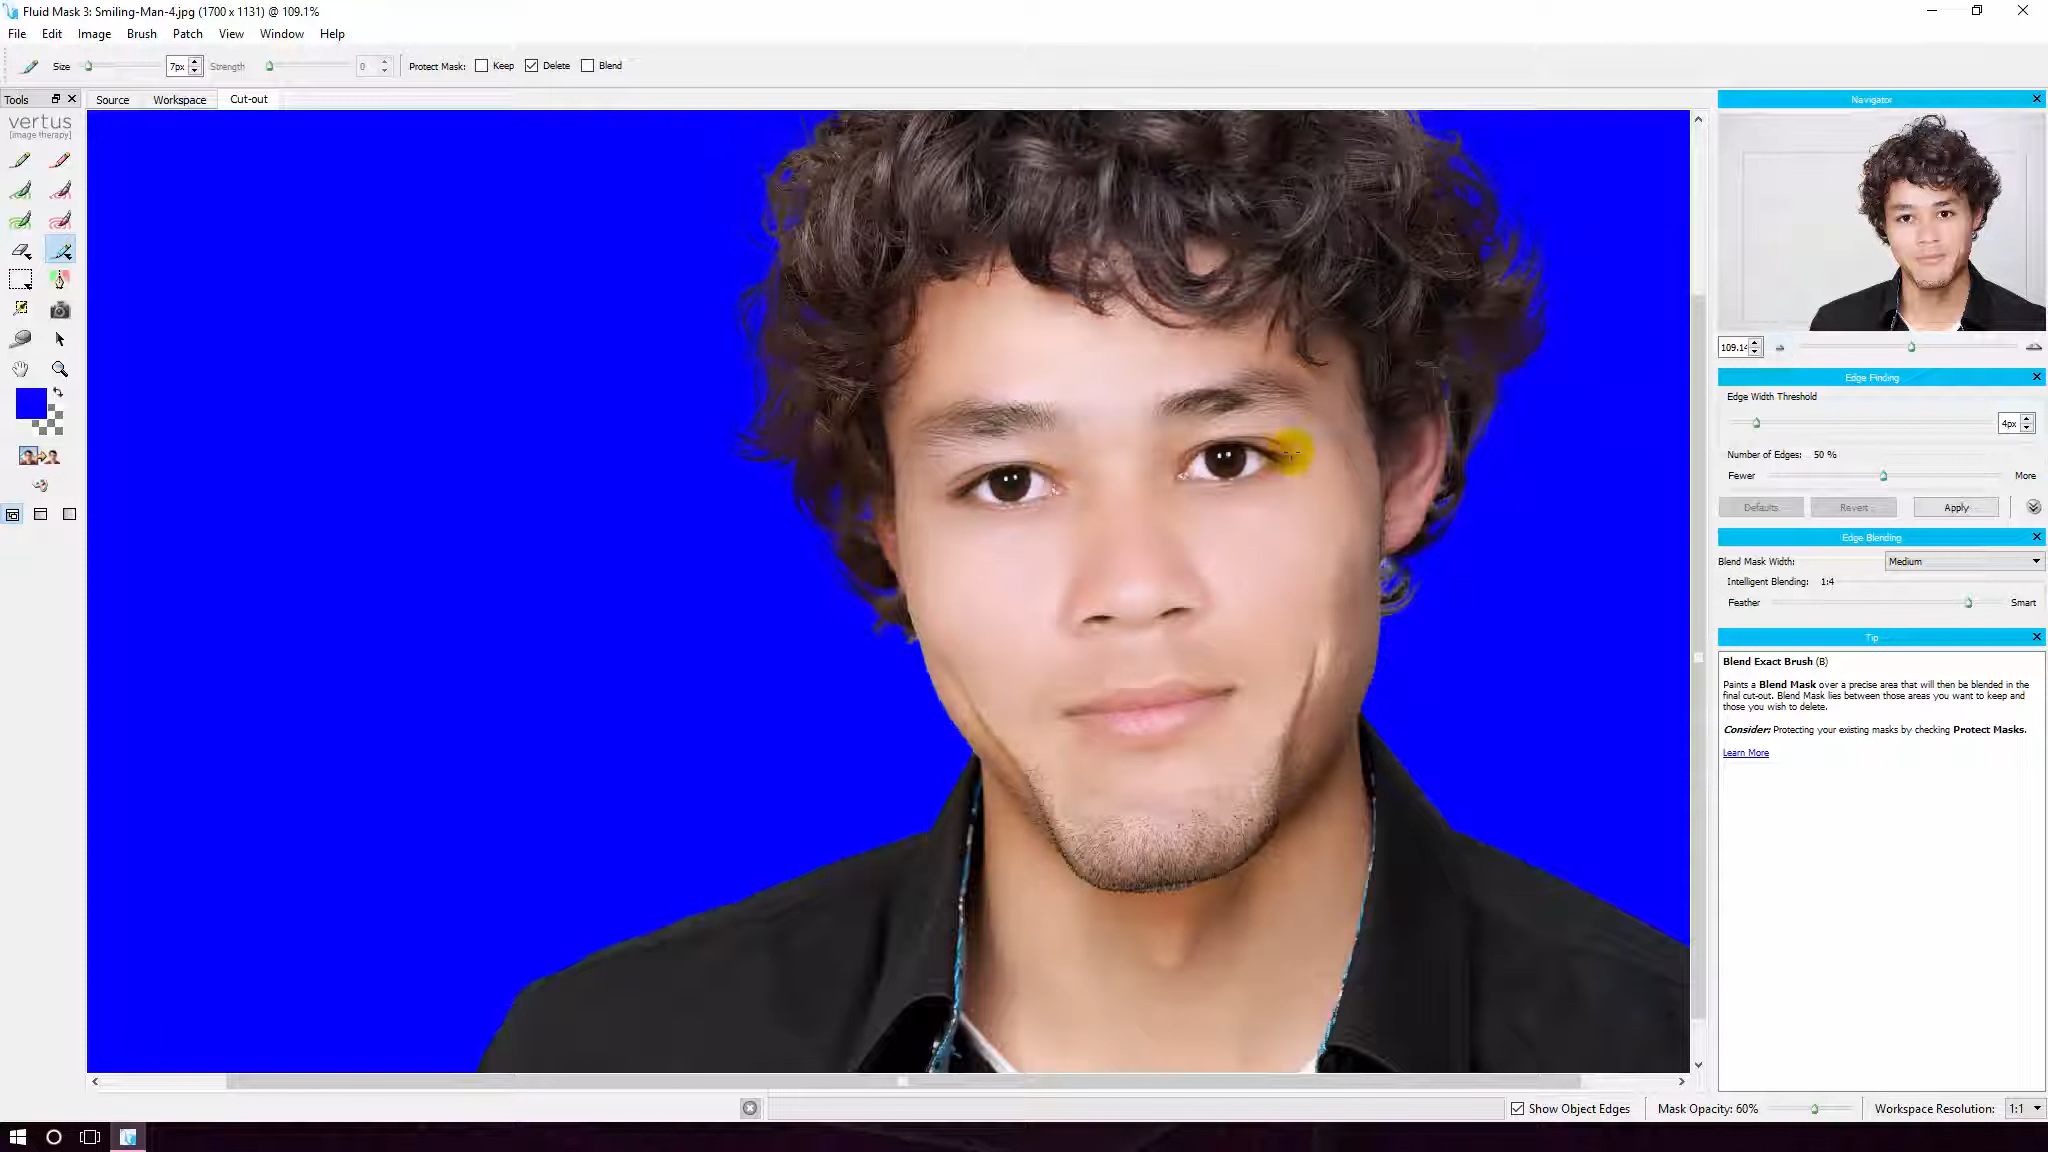 Fluid Mask 3: Smiling-Man-4.jpg (1700 x 1131) @ 109.1%
File Edit Image Brush Patch View Window Help
Size 7px Strength 0 Protect Mask: Keep Delete Blend
Tools Source Workspace Cut-out Navigator
vertus
[image therapy]
109.14
Edge Finding
Edge Width Threshold
4px
Number of Edges: 50 %
Fewer More
Defaults Revert Apply
Edge Blending
Blend Mask Width: Medium
Intelligent Blending: 1:4
Feather Smart
Tip
Blend Exact Brush (B)
Paints a Blend Mask over a precise area that will then be blended in the
final cut-out. Blend Mask lies between those areas you want to keep and
those you wish to delete.
Consider: Protecting your existing masks by checking Protect Masks.
Learn More
Show Object Edges Mask Opacity: 60% Workspace Resolution: 1:1